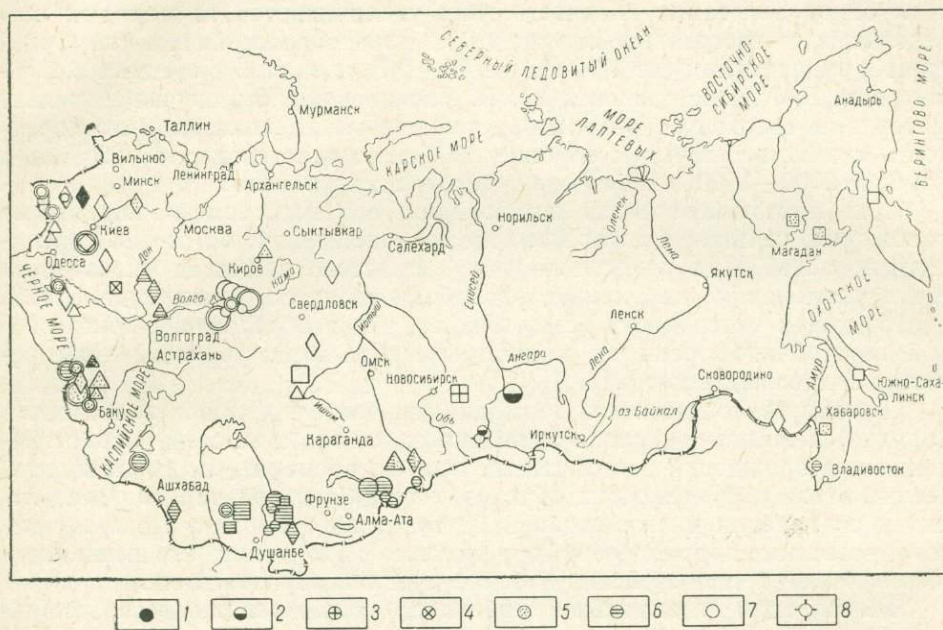 СЕВЕРНЫЙ ЛЕДОВИТЫЙ ОКЕАН
ВОСТОЧНО-
СИБИРСКОЕ
МОРЕ
БЕРИНГОВО МОРЕ
Анадырь
Мурманск
МОРЕ
ЛАПТЕВЫХ
КАРСКОЕ МОРЕ
Таллин
Вильнюс
Ленинград
Архангельск
Минск
Норильск
Оленек
Лена
Киев
Москва
Сыктывкар
Салехард
Магадан
Якутск
Одесса
Дон
Киров
Кама
Енисей
ЧЕРНОЕ МОРЕ
Волга
Свердловск
Иртыш
Ленск
ОХОТСКОЕ
МОРЕ
Волгоград
Астрахань
Омск
Новосибирск
Ангара
Лена
Сковородино
Амур
Южно-Саха-
линск
Баку
КАСПИЙСКОЕ МОРЕ
Ишим
Караганда
Обь
Иркутск
оз Байкал
Хабаровск
Владивосток
Ашхабад
Фрунзе
Алма-Ата
Душанбе
1 2 3 4 5 6 7 8